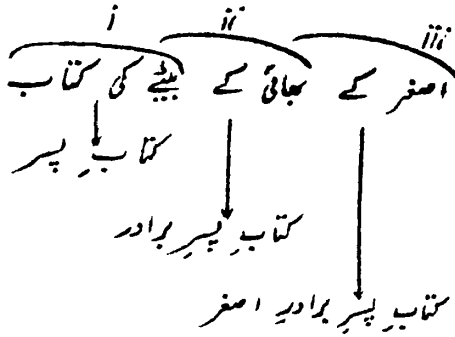 iii ii i
اصغر کے بھائی کے بیٹے کی کتاب
کتابِ پسر
کتابِ پسرِ برادر
کتابِ پسرِ برادرِ اصغر